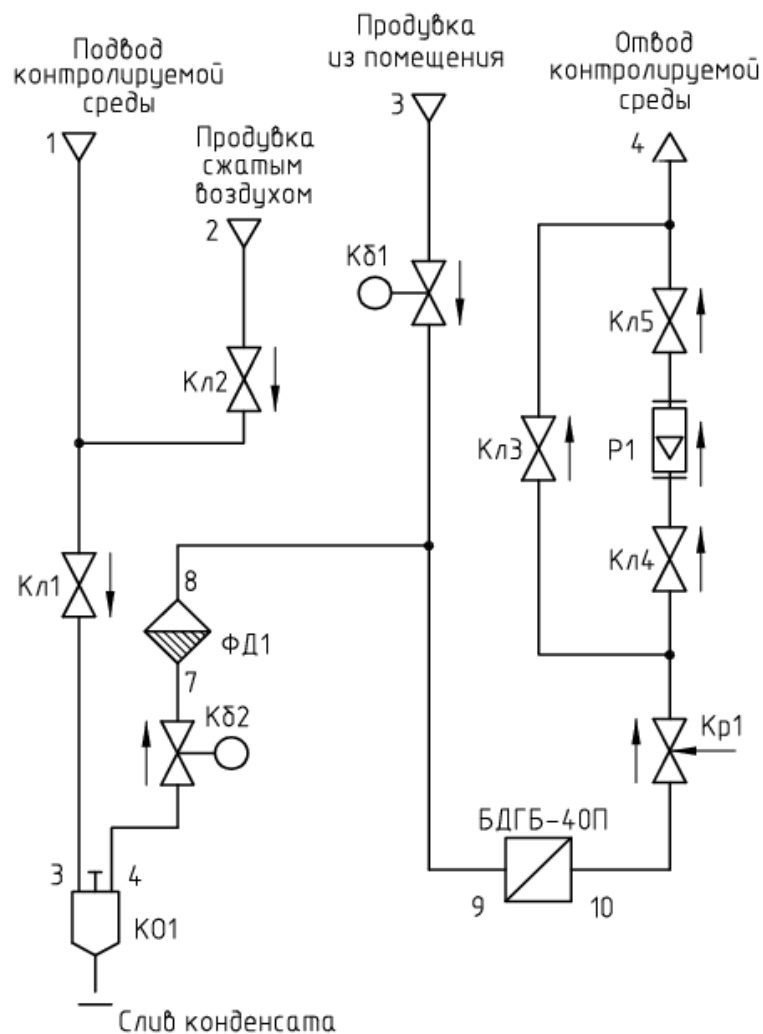 Подвод
контролируемой
среды
1
Продувка
сжатым
воздухом
2
Продувка
из помещения
3
Отвод
контролируемой
среды
4
Кб1
Кл5
Кл2
Кл3
Р1
Кл4
Кл1
8
ФД1
7
Кб2
Кр1
БДГБ-40П
3
4
9
10
КО1
Слив конденсата